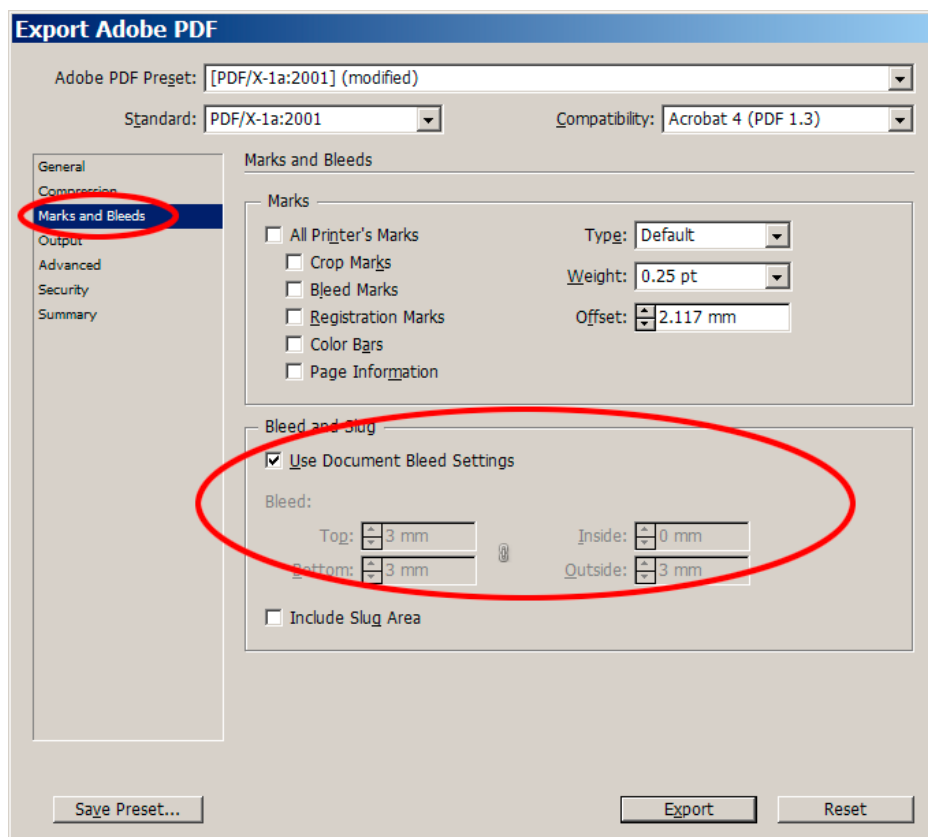 Export Adobe PDF
Adobe PDF Preset: [PDF/X-1a:2001] (modified)
Standard: PDF/X-1a:2001 Compatibility: Acrobat 4 (PDF 1.3)
General
Compression
Marks and Bleeds
Output
Advanced
Security
Summary
Marks and Bleeds
Marks
All Printer's Marks Type: Default
Crop Marks Weight: 0.25 pt
Bleed Marks
Registration Marks Offset: 2.117 mm
Color Bars
Page Information
Bleed and Slug
Use Document Bleed Settings
Bleed:
Top: 3 mm Inside: 0 mm
Bottom: 3 mm Outside: 3 mm
Include Slug Area
Save Preset... Export Reset